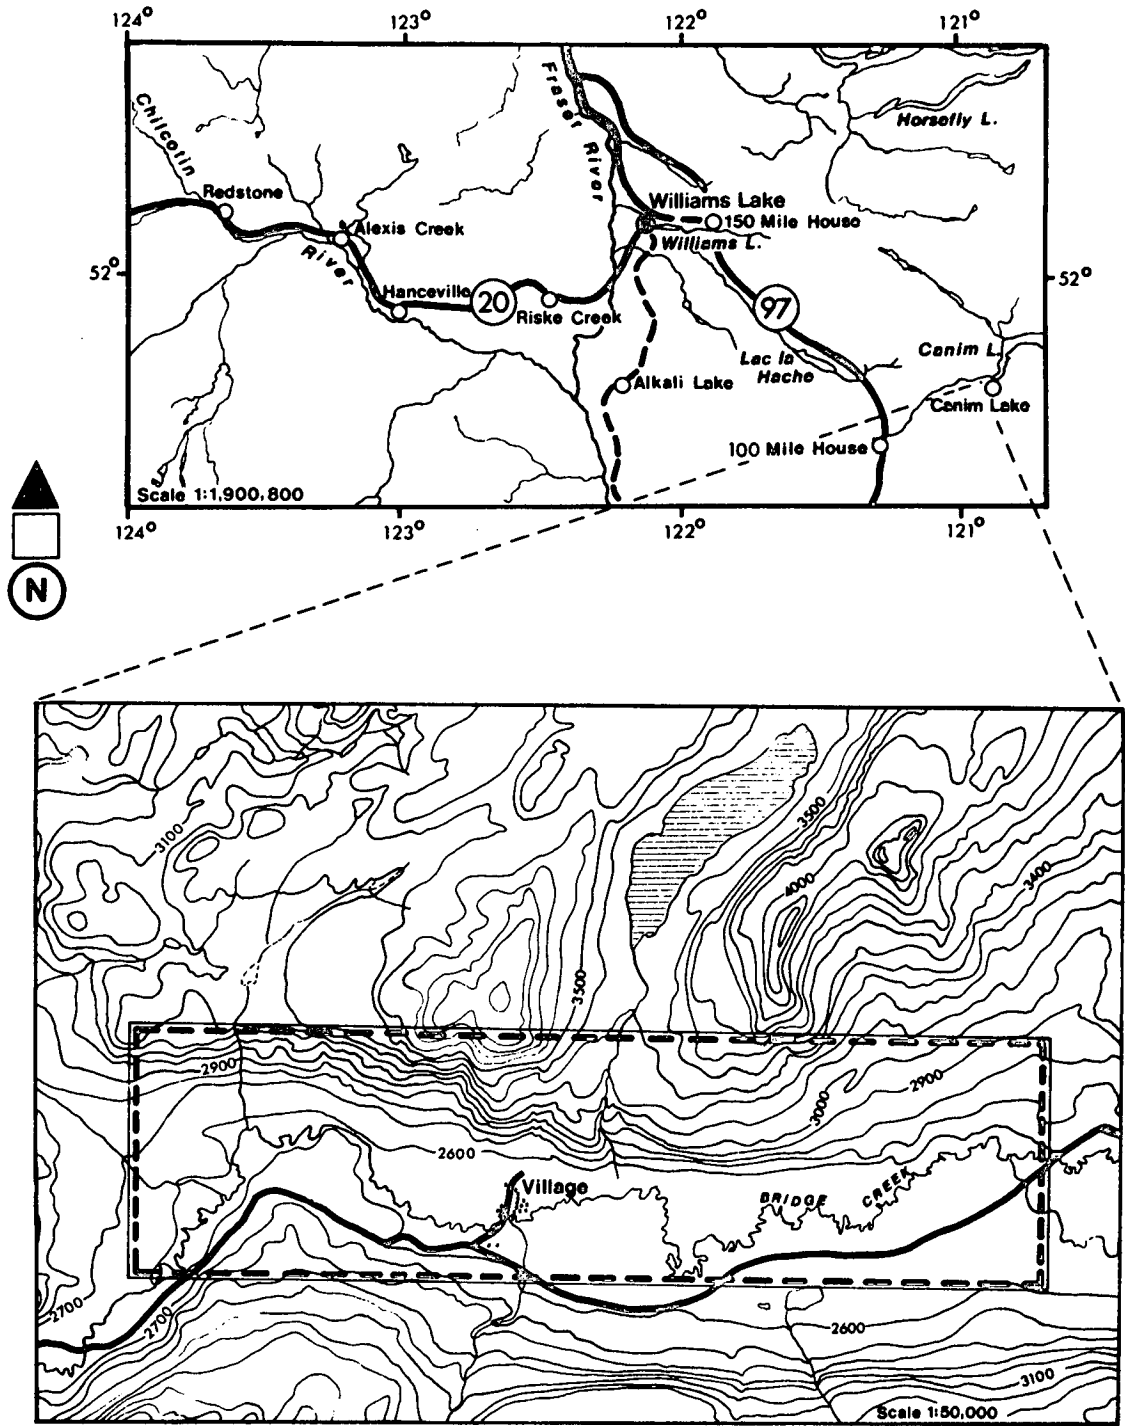 124°
123°
122°
121°
Chilcotin
Fraser River
Horsefly L.
Redstone
Williams Lake
150 Mile House
Alexis Creek
Williams L.
River
52°
52°
Hanceville
20
Riske Creek
97
Lac la
Hache
Canim L.
Alkali Lake
Canim Lake
100 Mile House
Scale 1:1,900,800
124°
123°
122°
121°
N
3500
3100
4000
3400
3500
2900
2900
3000
2600
Village
BRIDGE CREEK
2700
2700
2600
3100
Scale 1:50,000